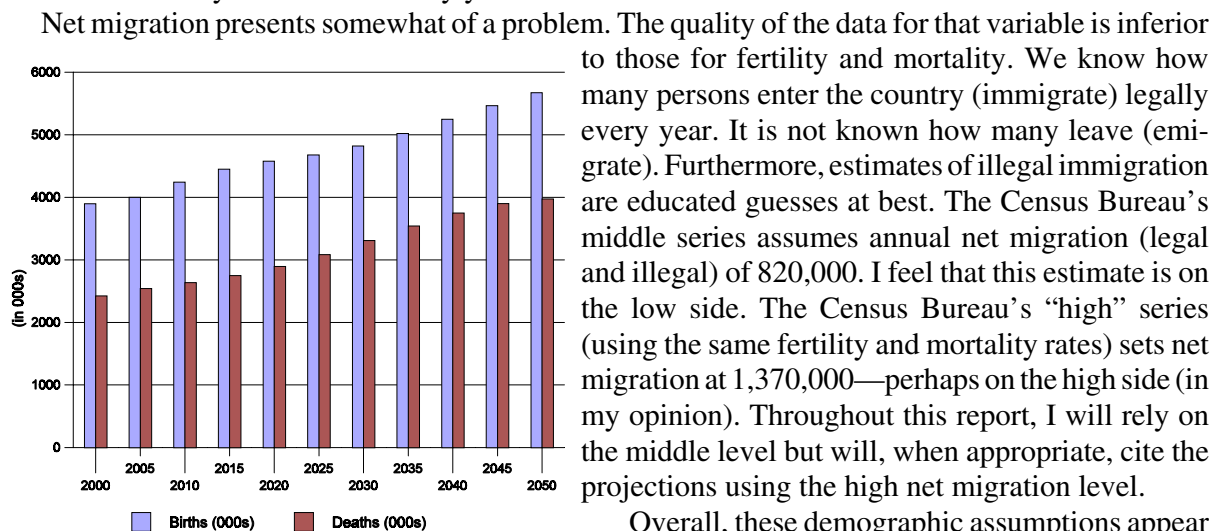 Net migration presents somewhat of a problem. The quality of the data for that variable is inferior
to those for fertility and mortality. We know how
many persons enter the country (immigrate) legally
every year. It is not known how many leave (emi-
grate). Furthermore, estimates of illegal immigration
are educated guesses at best. The Census Bureau’s
middle series assumes annual net migration (legal
and illegal) of 820,000. I feel that this estimate is on
the low side. The Census Bureau’s “high” series
(using the same fertility and mortality rates) sets net
migration at 1,370,000—perhaps on the high side (in
my opinion). Throughout this report, I will rely on
the middle level but will, when appropriate, cite the
projections using the high net migration level.
Overall, these demographic assumptions appear
6000
5000
4000
3000
2000
1000
0
(in 000s)
2005 2015 2025 2035 2045
2000 2010 2020 2030 2040 2050
Births (000s) Deaths (000s)